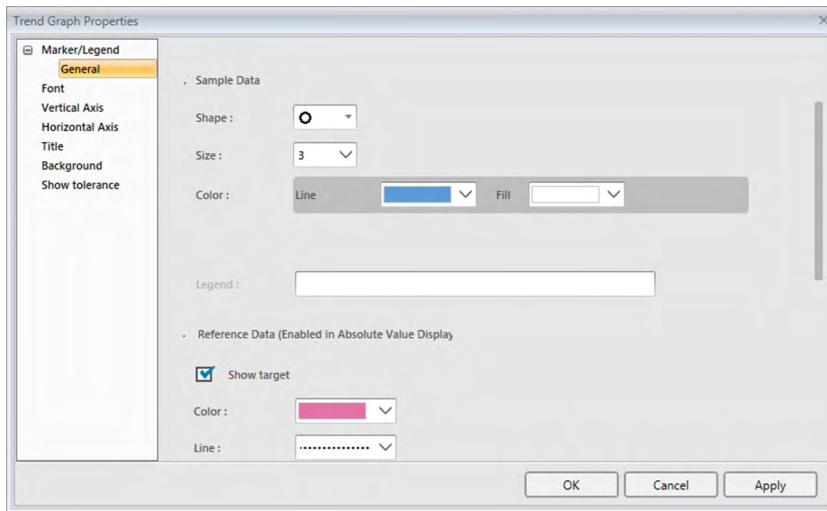 Trend Graph Properties
Marker/Legend
General
Font
Vertical Axis
Horizontal Axis
Title
Background
Show tolerance
. Sample Data
Shape :
Size : 3
Color : Line Fill
Legend :
. Reference Data (Enabled in Absolute Value Display
Show target
Color :
Line :
OK Cancel Apply